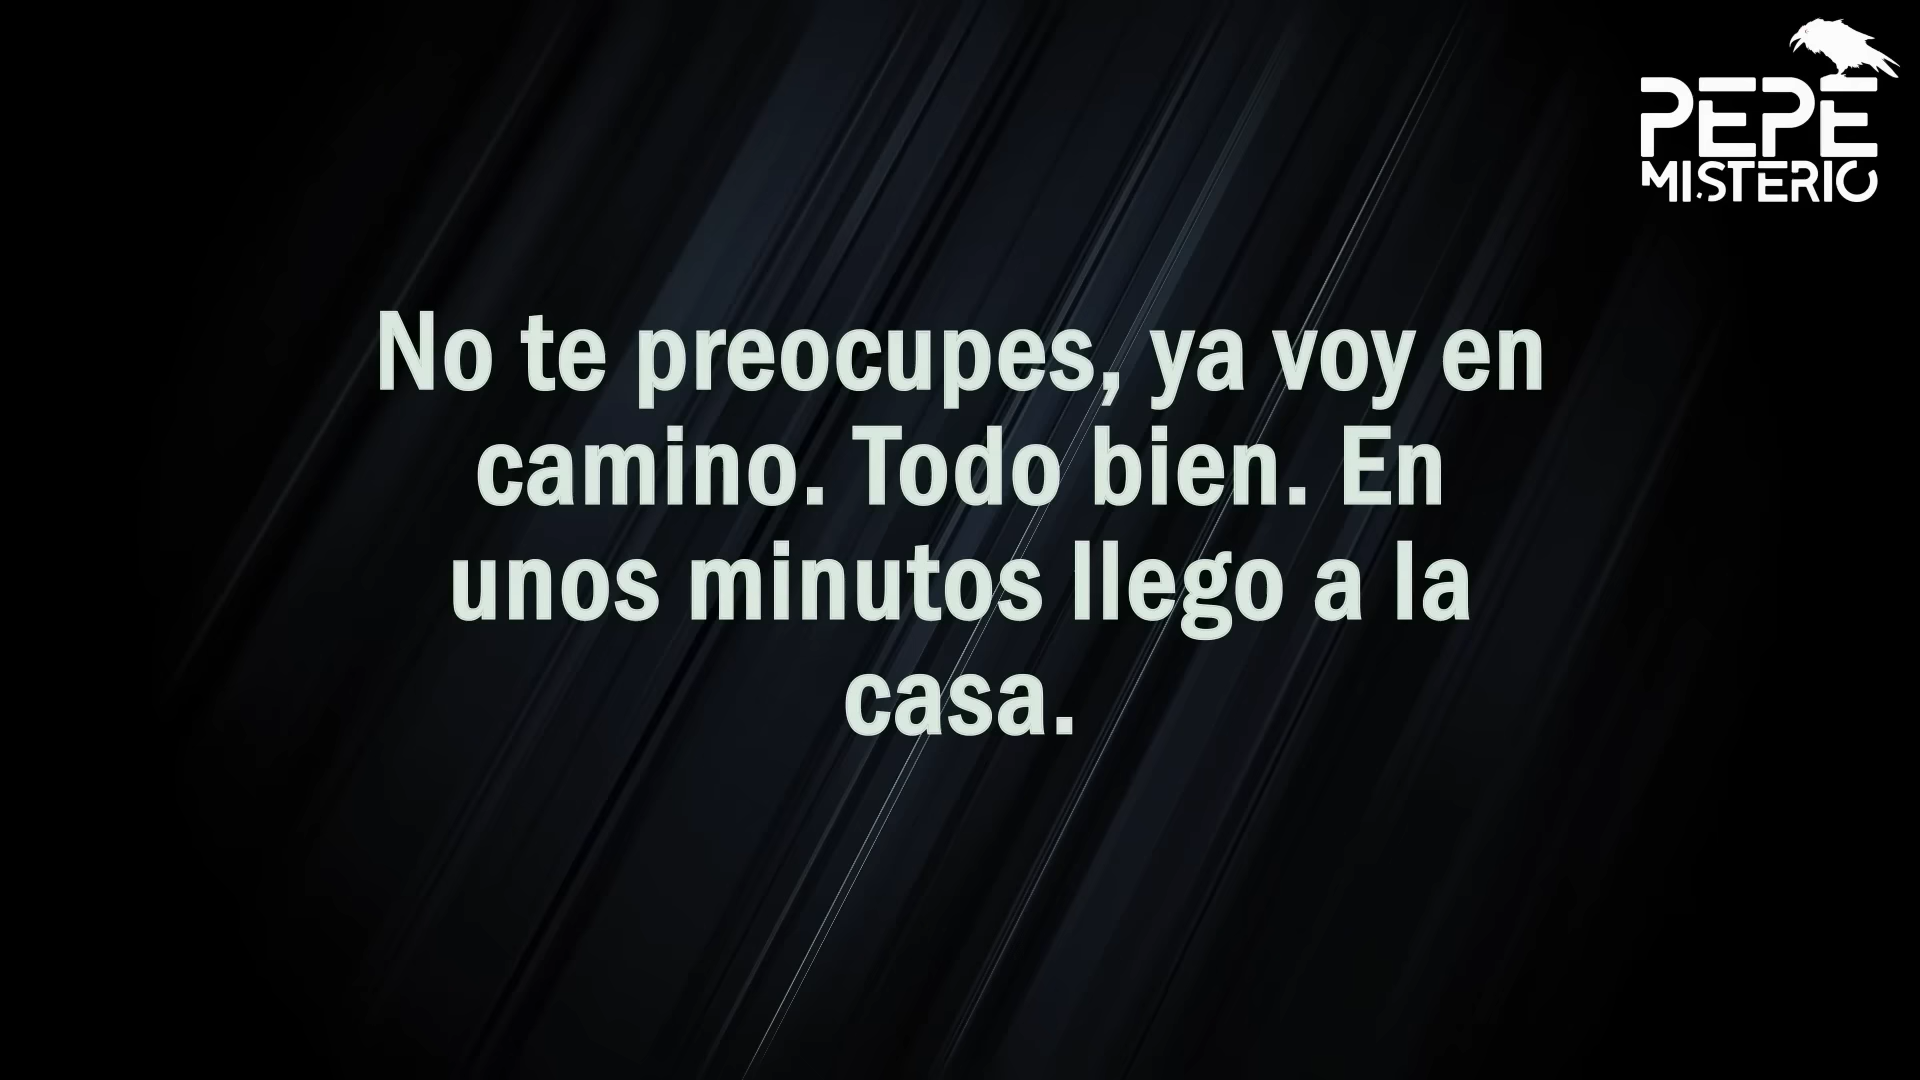 PEPE
MISTERIO
No te preocupes, ya voy en
camino. Todo bien. En
unos minutos llego a la
casa.